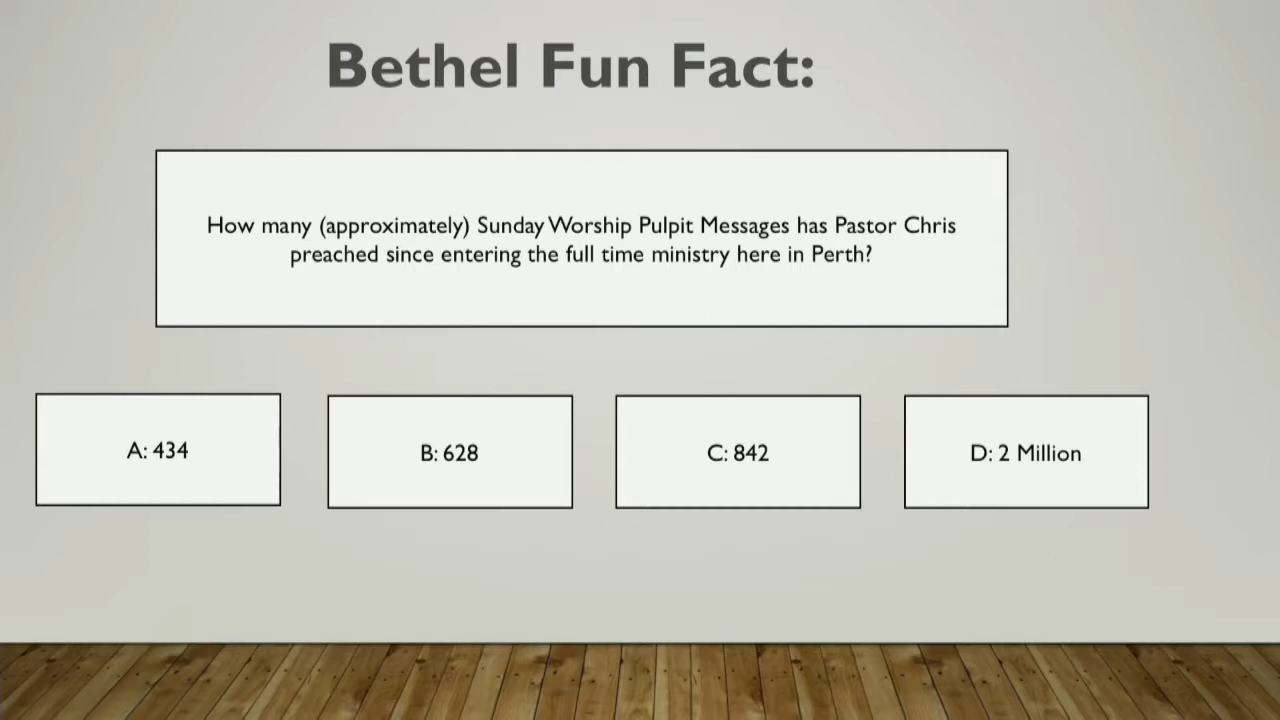 Bethel Fun Fact:
How many (approximately) Sunday Worship Pulpit Messages has Pastor Chris
preached since entering the full time ministry here in Perth?
A: 434
B: 628
C: 842
D: 2 Million